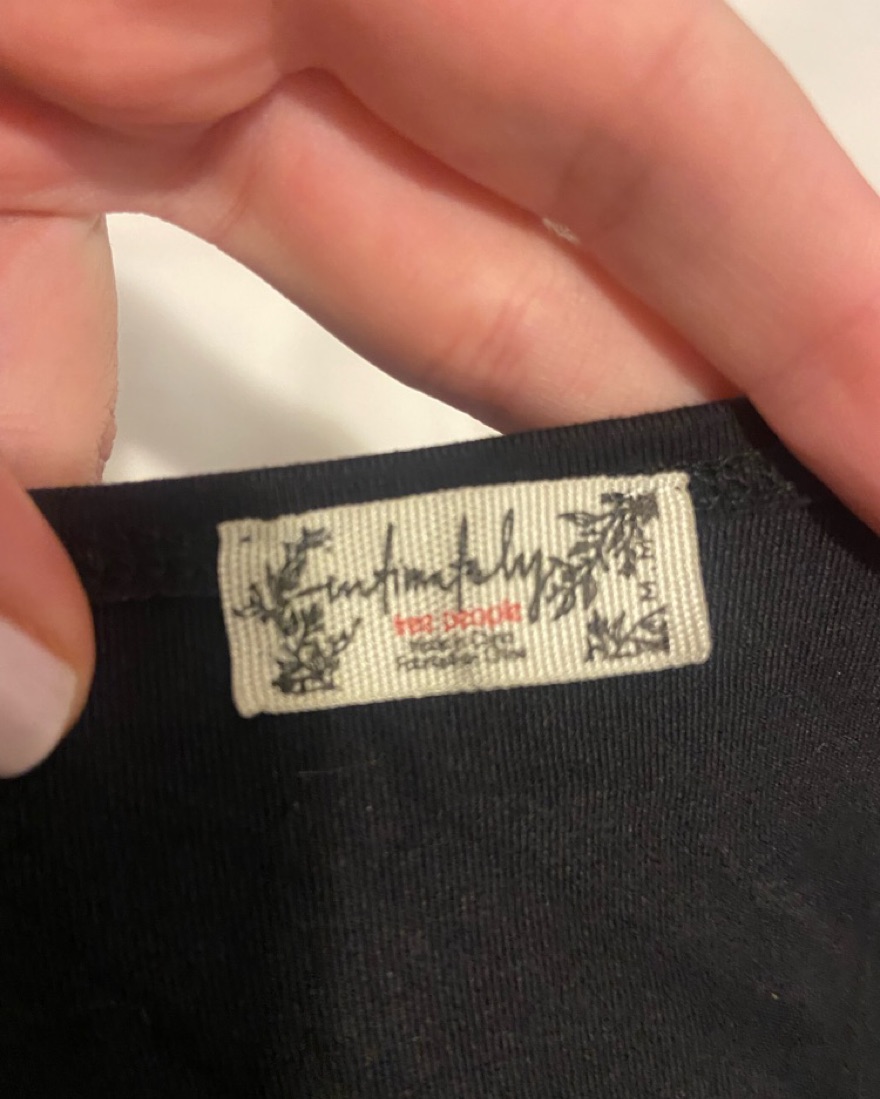 intimately
free people
Made in China
Fabriqué en Chine
M M